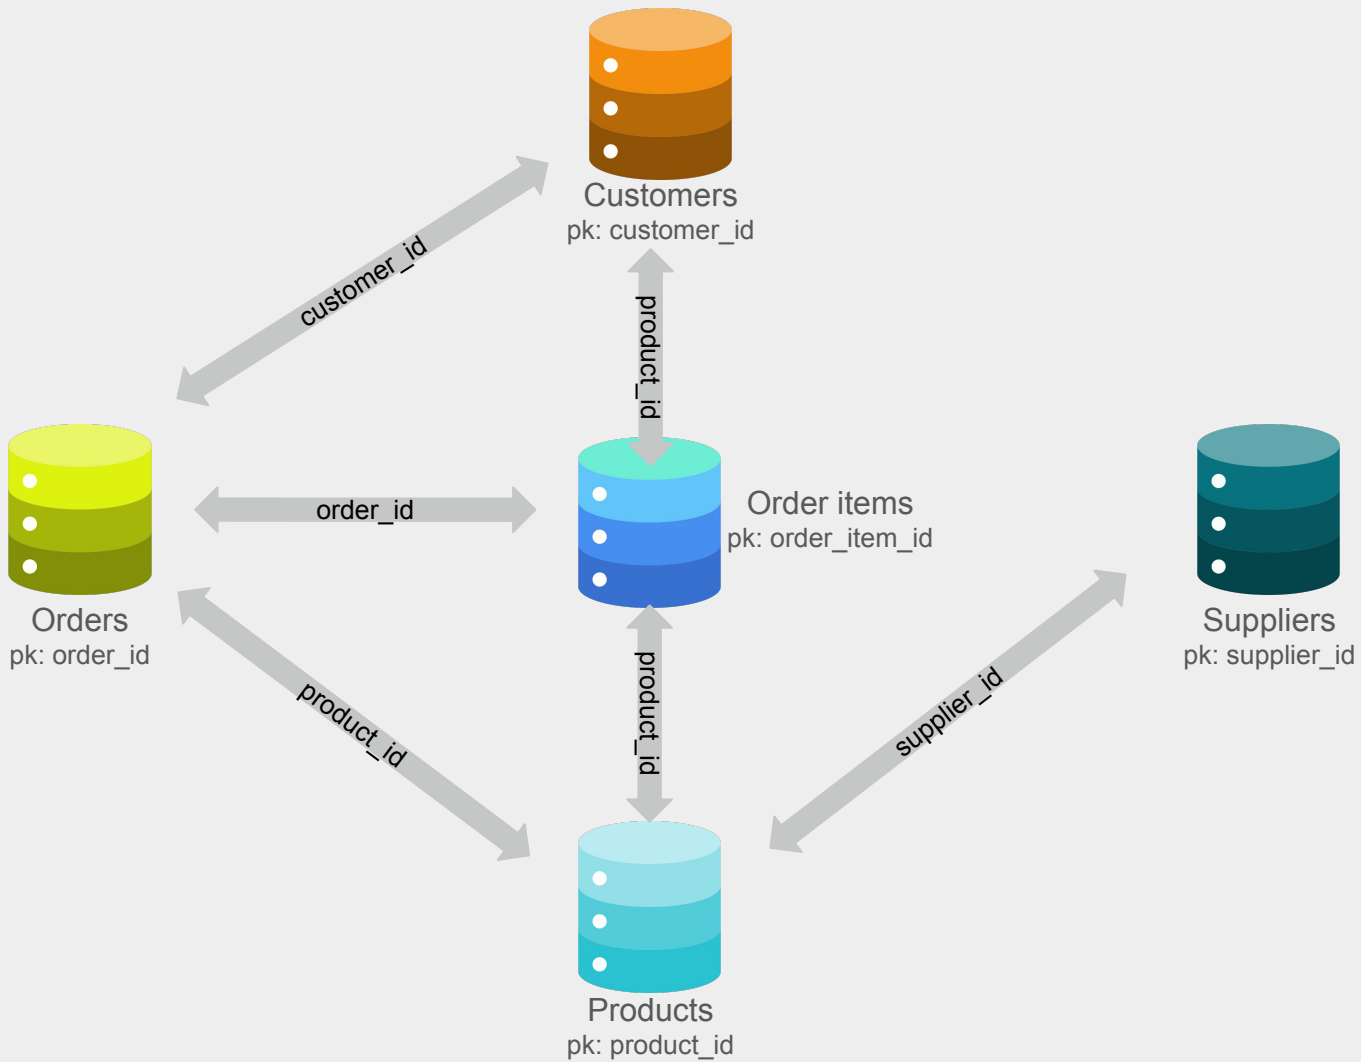 Customers
pk: customer_id
customer_id
product_id
order_id
Order items
pk: order_item_id
Orders
pk: order_id
Suppliers
pk: supplier_id
product_id
product_id
supplier_id
Products
pk: product_id